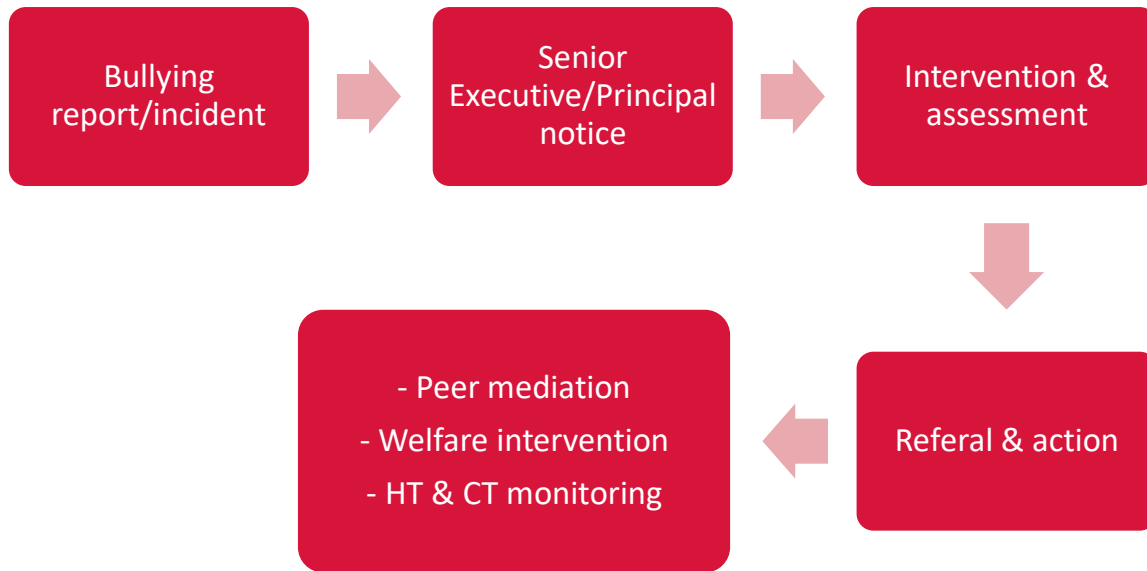 Bullying
report/incident
Senior
Executive/Principal
notice
Intervention &
assessment
Referal & action
- Peer mediation
- Welfare intervention
- HT & CT monitoring